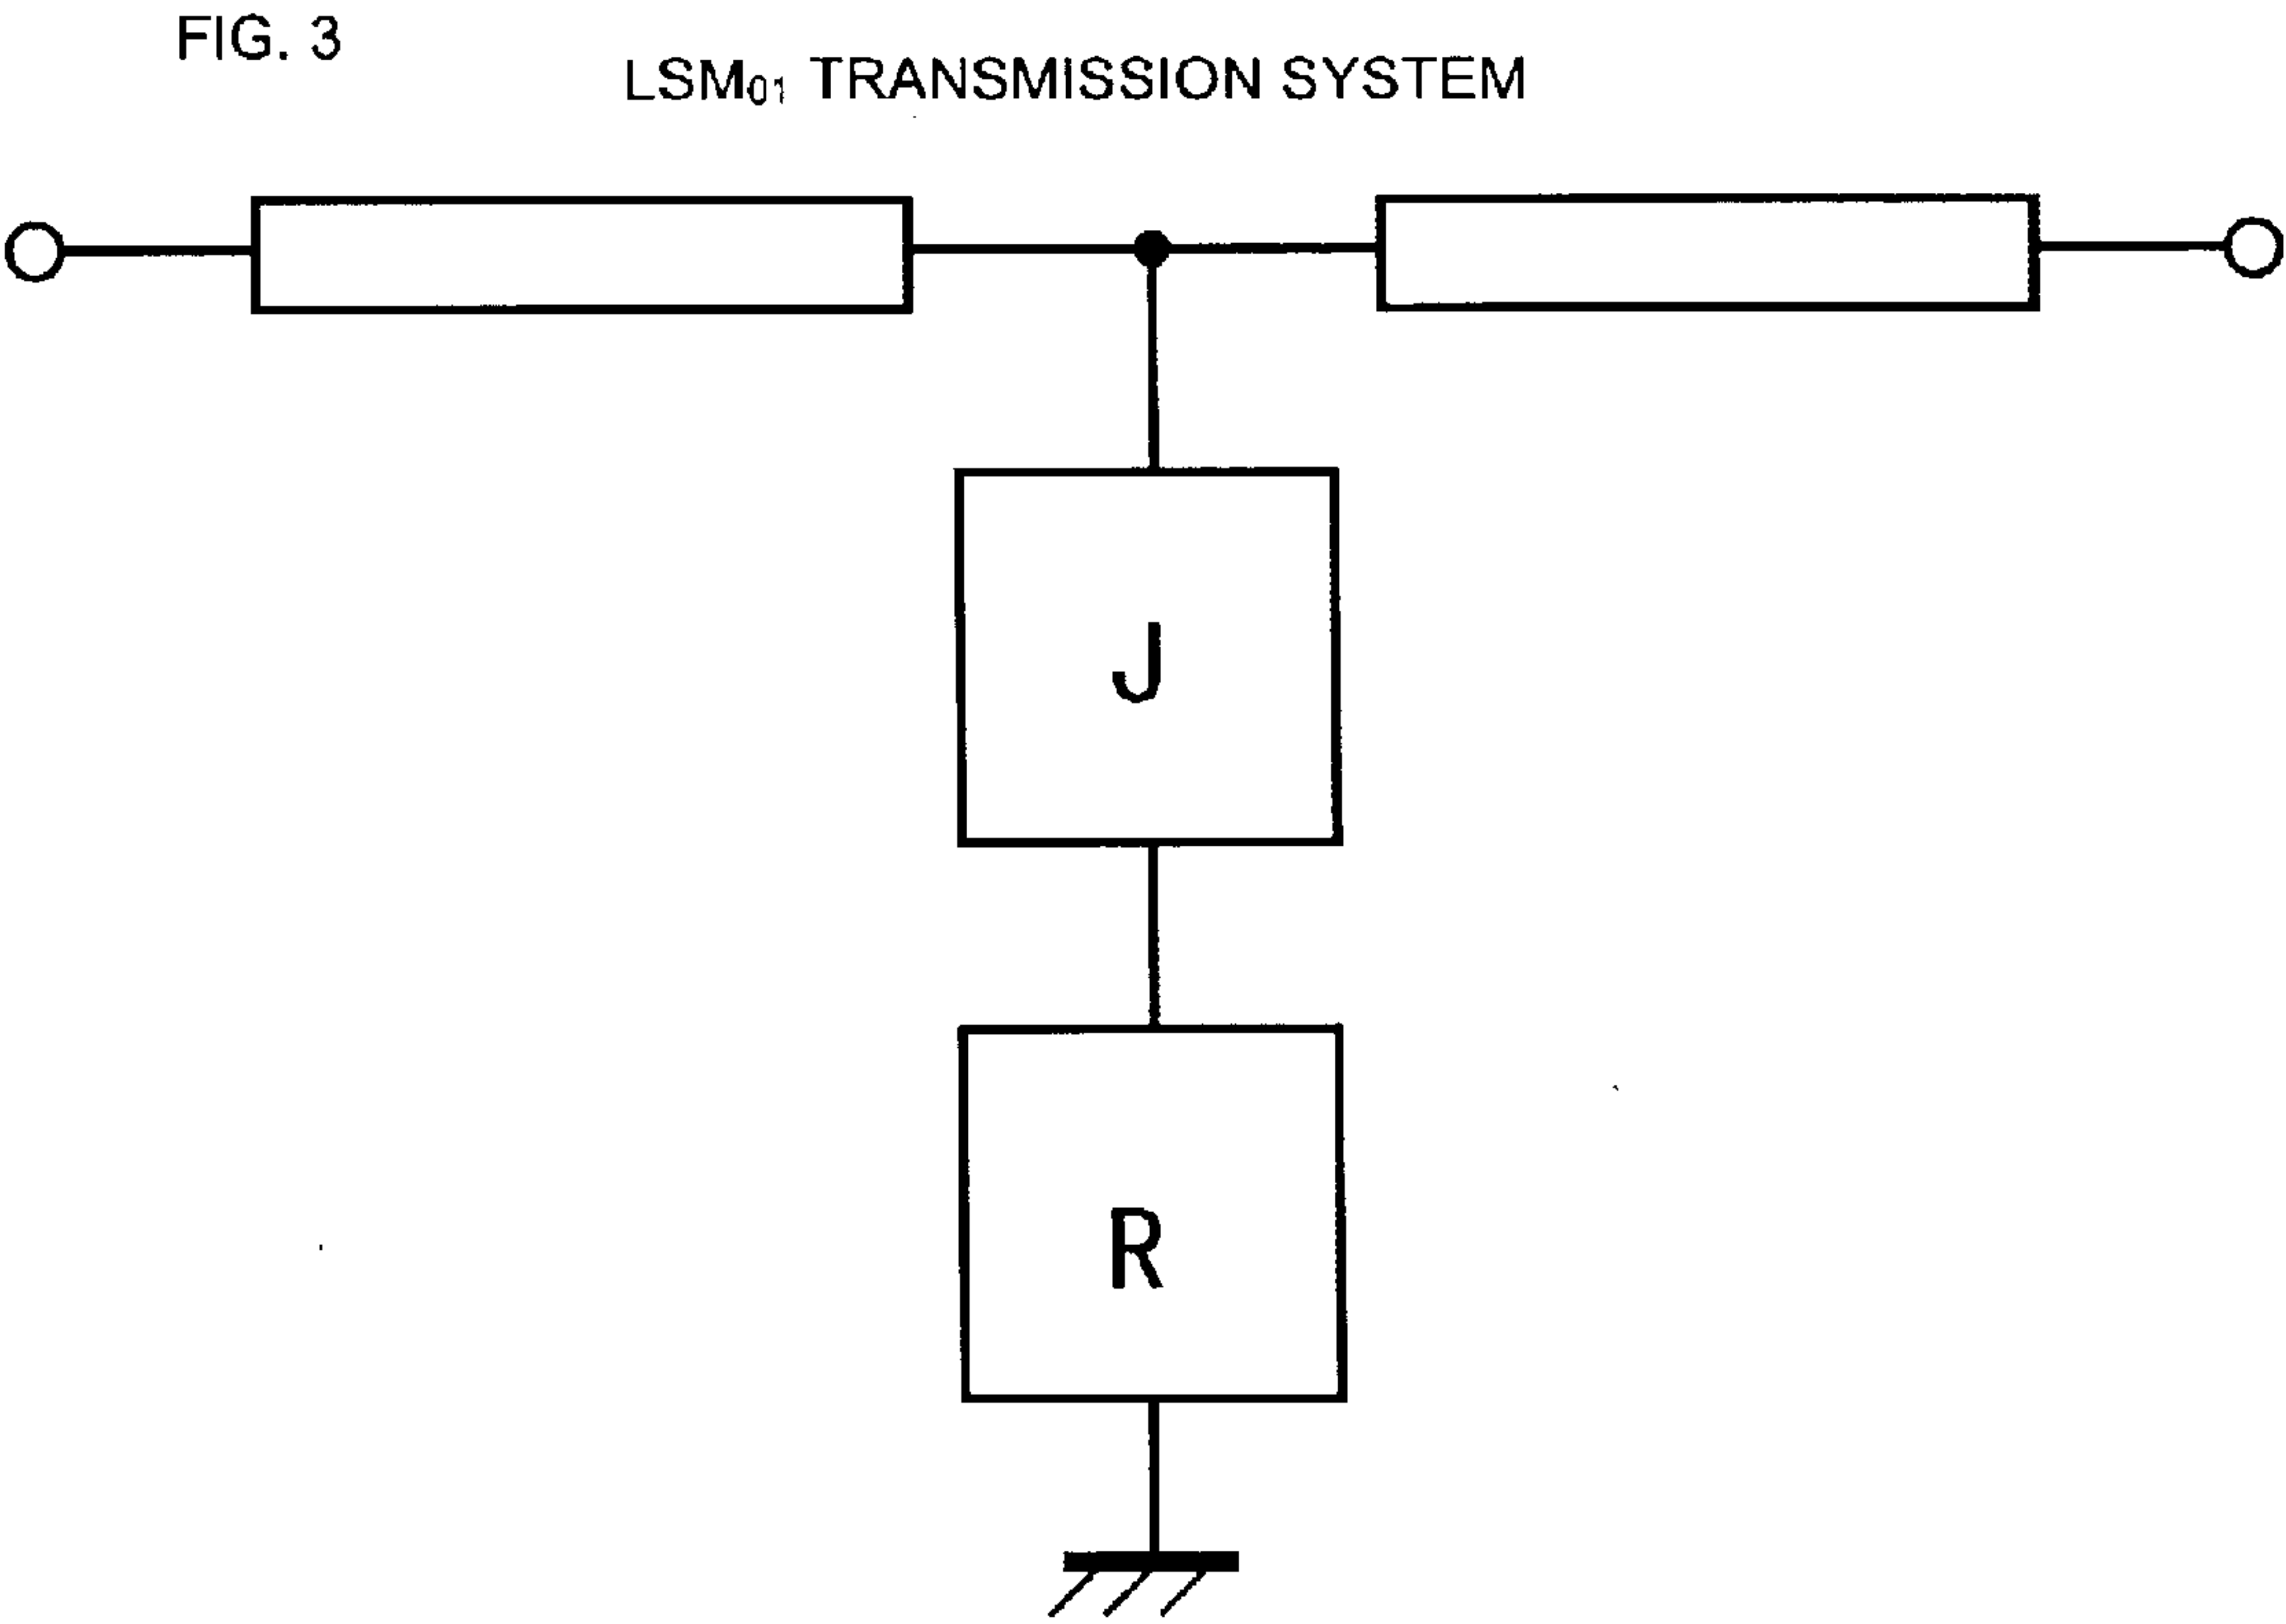 FIG. 3
LSM₀₁ TRANSMISSION SYSTEM
J
R